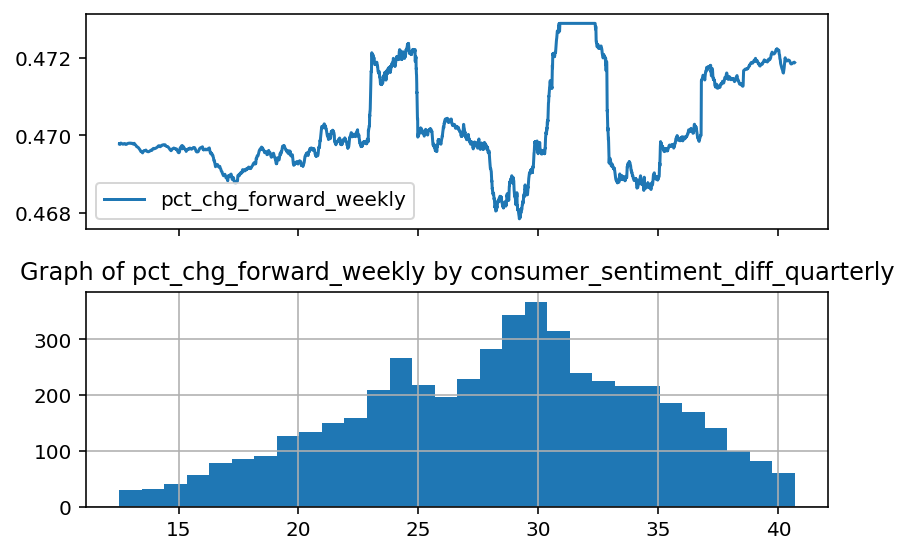 0.472
0.470
0.468
pct_chg_forward_weekly
Graph of pct_chg_forward_weekly by consumer_sentiment_diff_quarterly
300
200
100
0
15 20 25 30 35 40